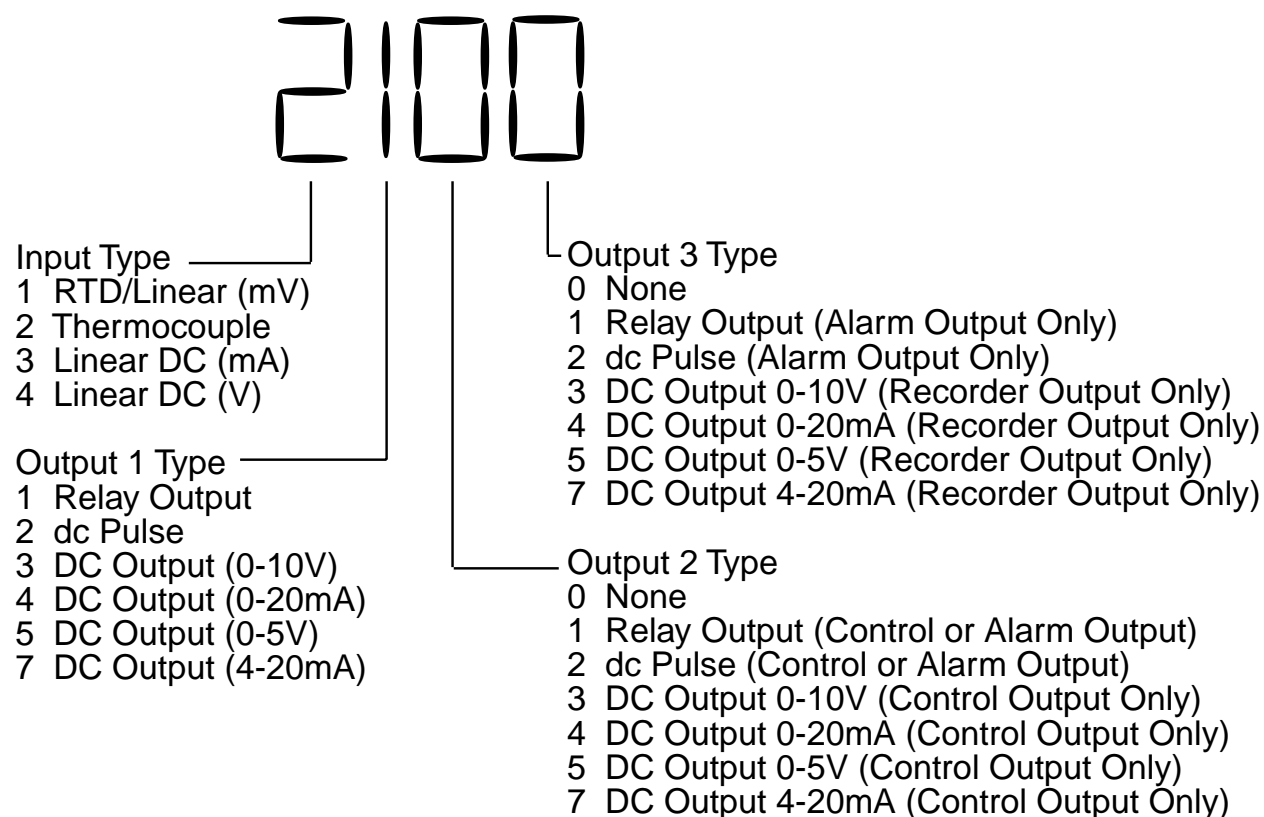 2100
Input Type
1 RTD/Linear (mV)
2 Thermocouple
3 Linear DC (mA)
4 Linear DC (V)
Output 1 Type
1 Relay Output
2 dc Pulse
3 DC Output (0-10V)
4 DC Output (0-20mA)
5 DC Output (0-5V)
7 DC Output (4-20mA)
Output 3 Type
0 None
1 Relay Output (Alarm Output Only)
2 dc Pulse (Alarm Output Only)
3 DC Output 0-10V (Recorder Output Only)
4 DC Output 0-20mA (Recorder Output Only)
5 DC Output 0-5V (Recorder Output Only)
7 DC Output 4-20mA (Recorder Output Only)
Output 2 Type
0 None
1 Relay Output (Control or Alarm Output)
2 dc Pulse (Control or Alarm Output)
3 DC Output 0-10V (Control Output Only)
4 DC Output 0-20mA (Control Output Only)
5 DC Output 0-5V (Control Output Only)
7 DC Output 4-20mA (Control Output Only)